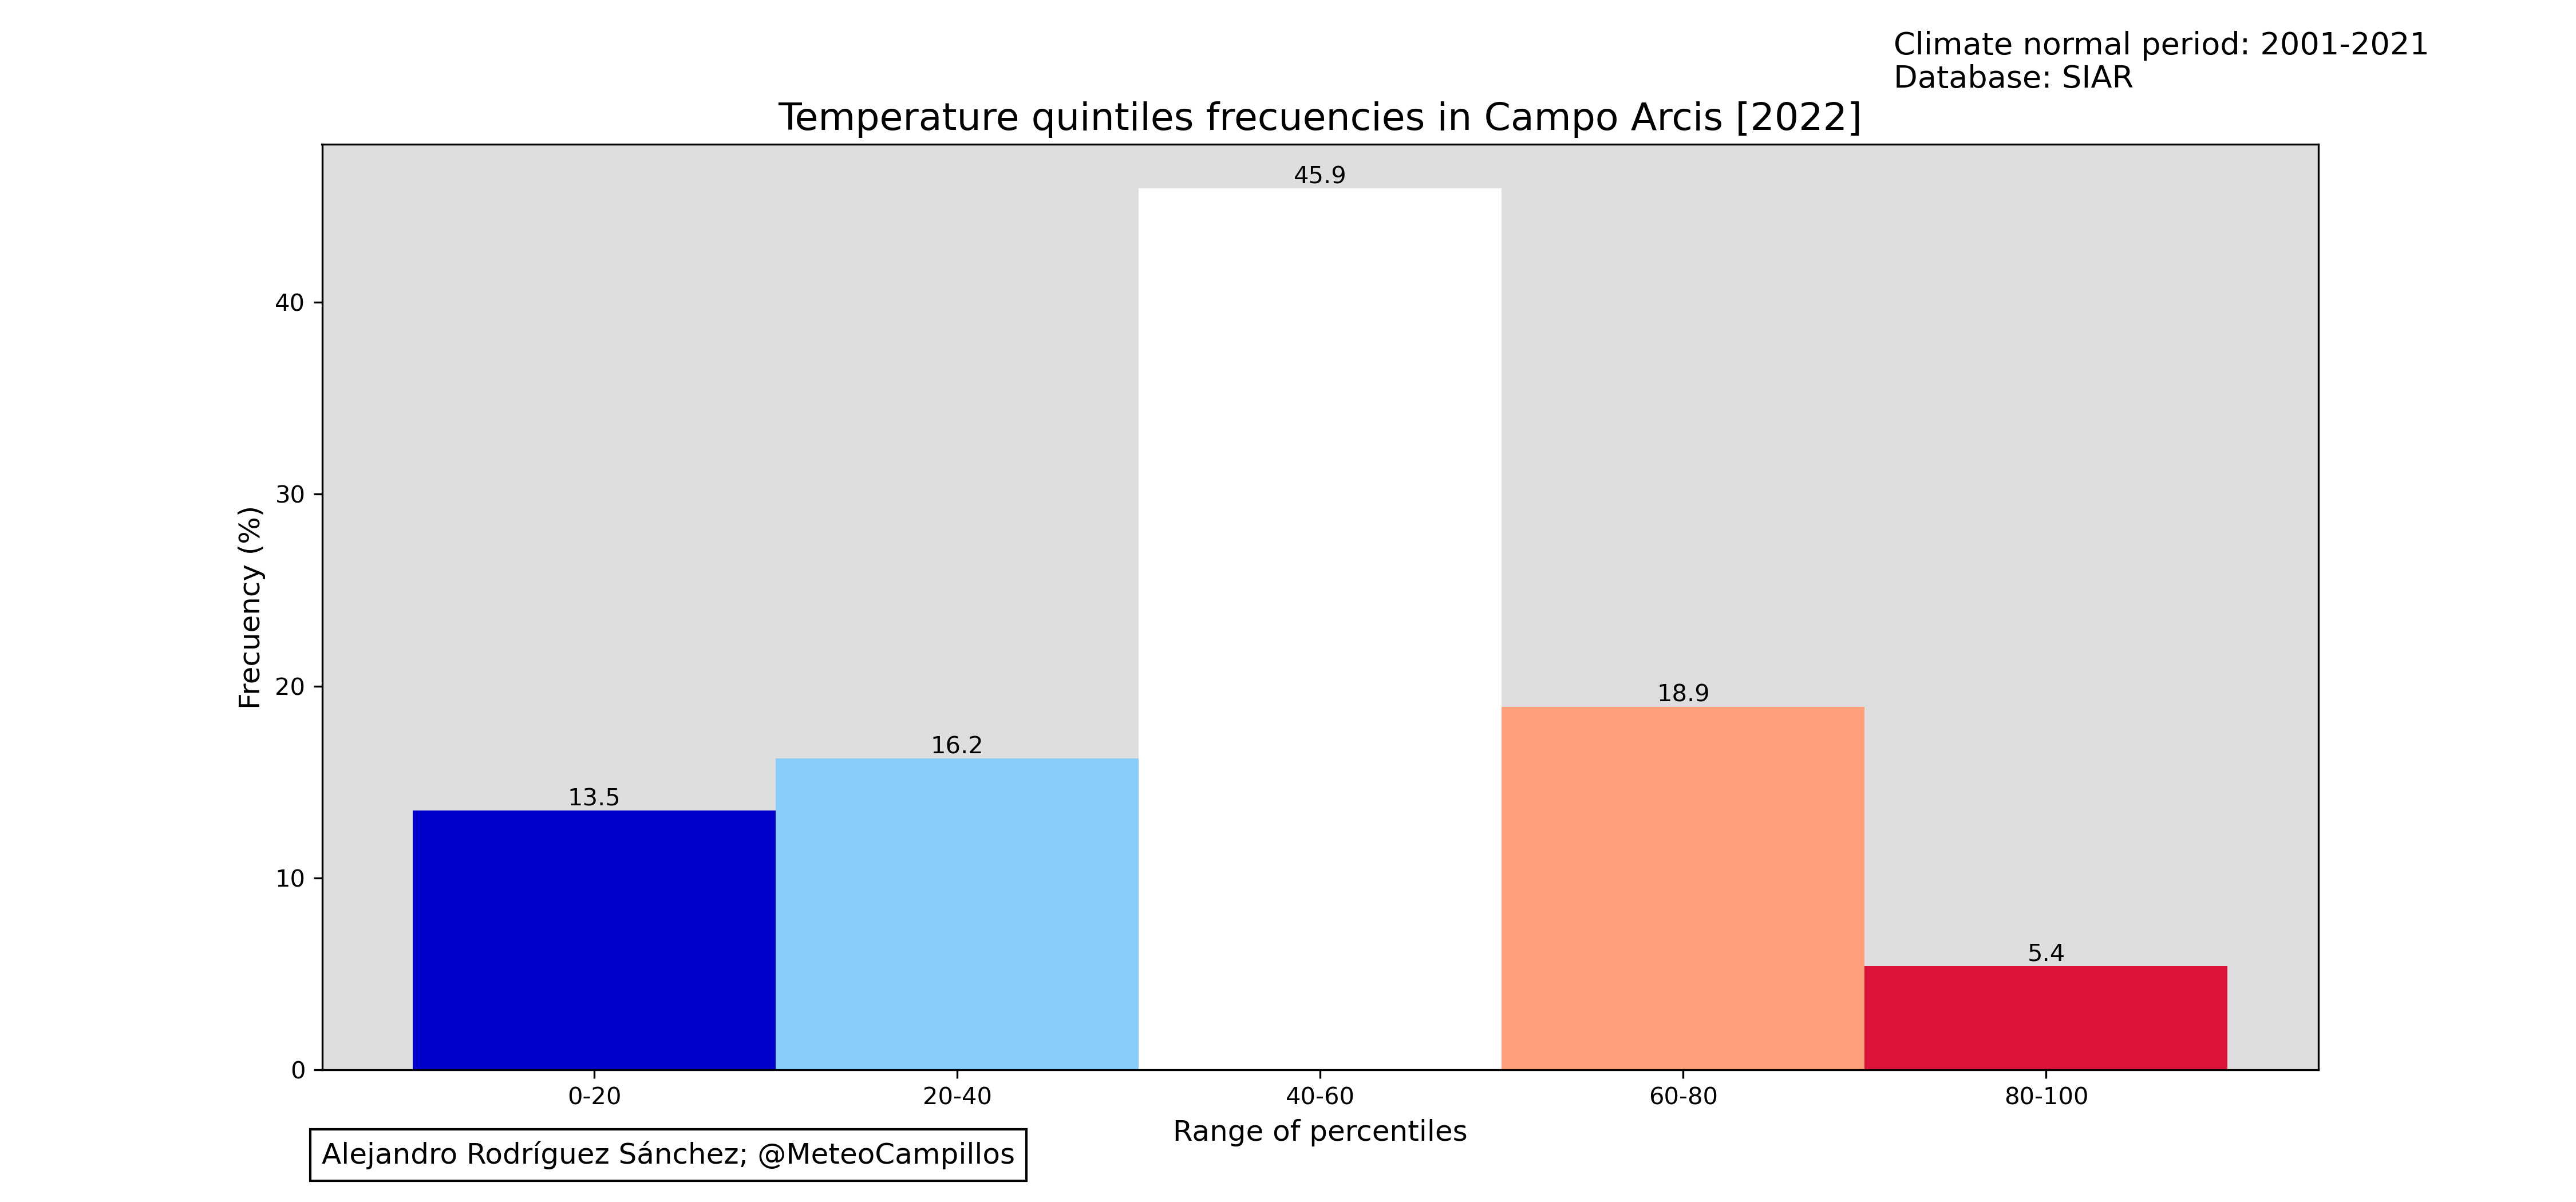 Climate normal period: 2001-2021
Database: SIAR
Temperature quintiles frecuencies in Campo Arcis [2022]
Frecuency (%)
40
30
20
10
0
45.9
18.9
16.2
13.5
5.4
0-20
20-40
40-60
60-80
80-100
Range of percentiles
Alejandro Rodríguez Sánchez; @MeteoCampillos